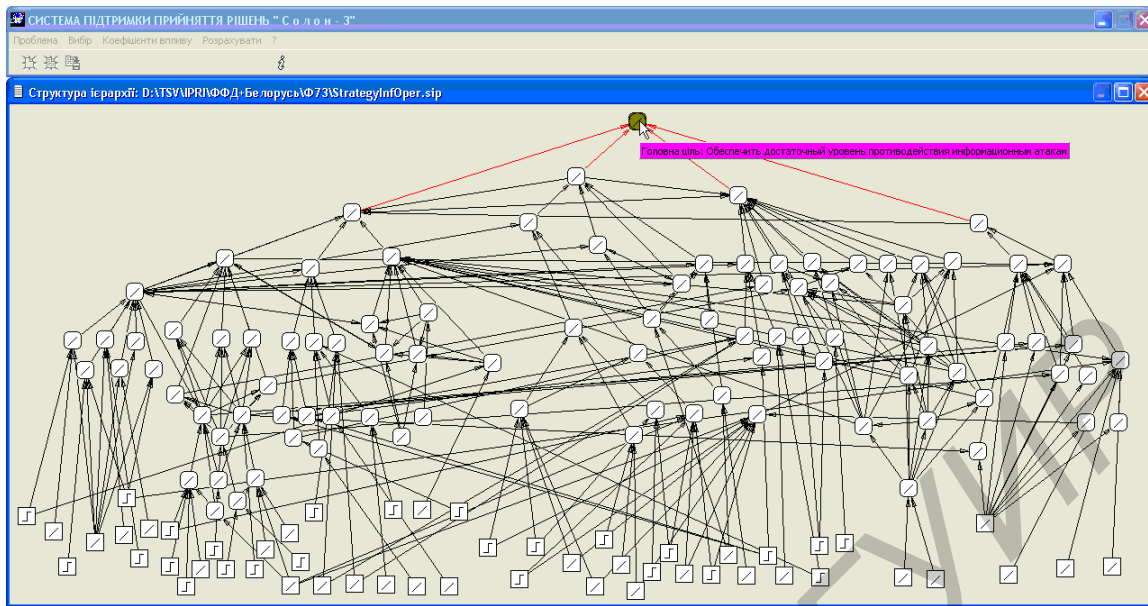 СИСТЕМА ПІДТРИМКИ ПРИЙНЯТТЯ РІШЕНЬ " С о л о н - 3"
Проблема Вибір Коефіцієнти впливу Розрахувати ?
Структура ієрархії: D:\TSV\IPRI\ФФД+Белорусь\Ф73\StrategyInfOper.sip
Головна ціль: Обеспечить достаточный уровень противодействия информационным атакам
ГУИР